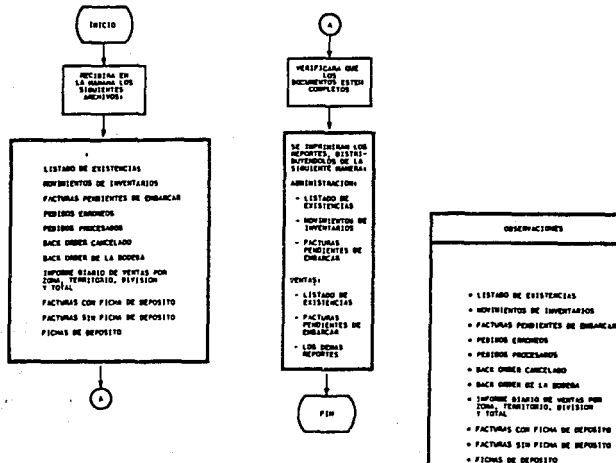 INICIO
RECIBIRA EN
LA MAÑANA LOS
SIGUIENTES
ARCHIVOS:
LISTADO DE EXISTENCIAS
MOVIMIENTOS DE INVENTARIOS
FACTURAS PENDIENTES DE EMBARCAR
PEDIDOS ERRONEOS
PEDIDOS PROCESADOS
BACK ORDER CANCELADO
BACK ORDER DE LA BODEGA
INFORME DIARIO DE VENTAS POR
ZONA, TERRITORIO, DIVISION
Y TOTAL
FACTURAS CON FICHA DE DEPOSITO
FACTURAS SIN FICHA DE DEPOSITO
FICHAS DE DEPOSITO
A
A
VERIFICARA QUE
LOS
DOCUMENTOS ESTEN
COMPLETOS
SE IMPRIMIRAN LOS
REPORTES, DISTRI-
BUYENDOLOS DE LA
SIGUIENTE MANERA:
ADMINISTRACION:
- LISTADO DE
EXISTENCIAS
- MOVIMIENTOS DE
INVENTARIOS
- FACTURAS
PENDIENTES DE
EMBARCAR
VENTAS:
- LISTADO DE
EXISTENCIAS
- FACTURAS
PENDIENTES DE
EMBARCAR
- LOS DEMAS
REPORTES
FIN
OBSERVACIONES
* LISTADO DE EXISTENCIAS
* MOVIMIENTOS DE INVENTARIOS
* FACTURAS PENDIENTES DE EMBARCAR
* PEDIDOS ERRONEOS
* PEDIDOS PROCESADOS
* BACK ORDER CANCELADO
* BACK ORDER DE LA BODEGA
* INFORME DIARIO DE VENTAS POR
ZONA, TERRITORIO, DIVISION
Y TOTAL
* FACTURAS CON FICHA DE DEPOSITO
* FACTURAS SIN FICHA DE DEPOSITO
* FICHAS DE DEPOSITO